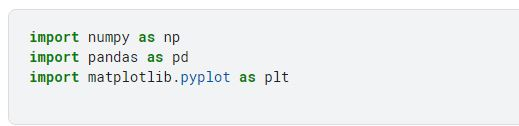 import numpy as np
import pandas as pd
import matplotlib.pyplot as plt